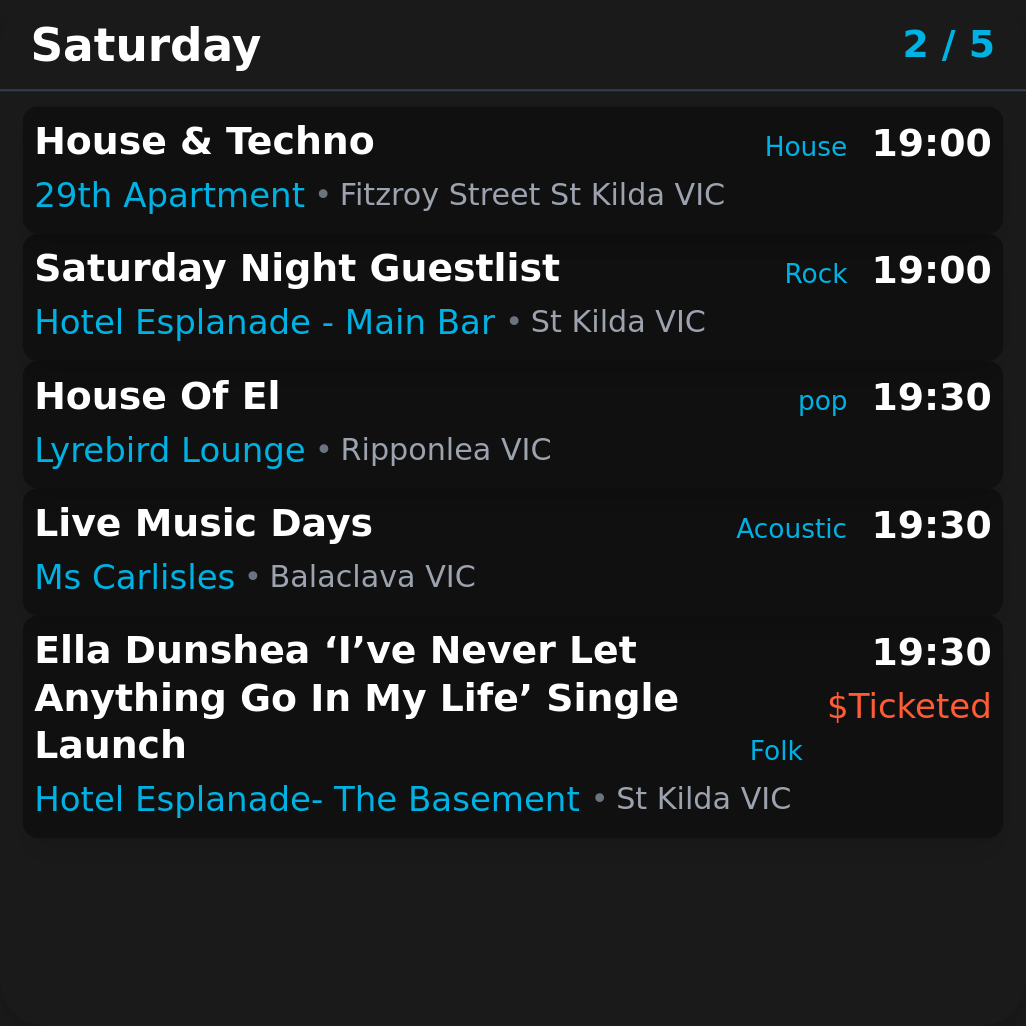 Saturday 2 / 5
House & Techno House 19:00
29th Apartment • Fitzroy Street St Kilda VIC
Saturday Night Guestlist Rock 19:00
Hotel Esplanade - Main Bar • St Kilda VIC
House Of El pop 19:30
Lyrebird Lounge • Ripponlea VIC
Live Music Days Acoustic 19:30
Ms Carlisles • Balaclava VIC
Ella Dunshea ‘I’ve Never Let 19:30
Anything Go In My Life’ Single $Ticketed
Launch Folk
Hotel Esplanade- The Basement • St Kilda VIC